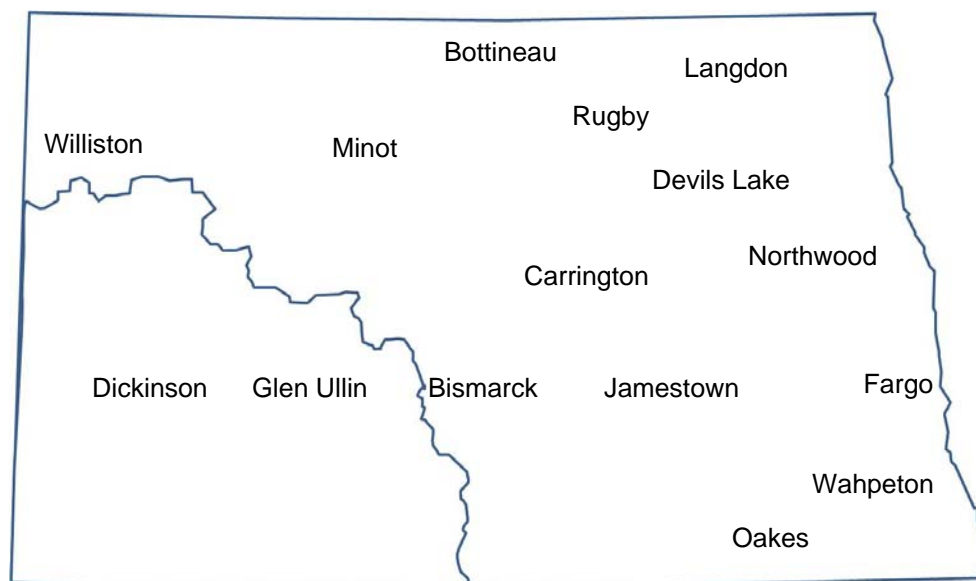 Bottineau
Langdon
Rugby
Williston
Minot
Devils Lake
Northwood
Carrington
Dickinson
Glen Ullin
Bismarck
Jamestown
Fargo
Wahpeton
Oakes